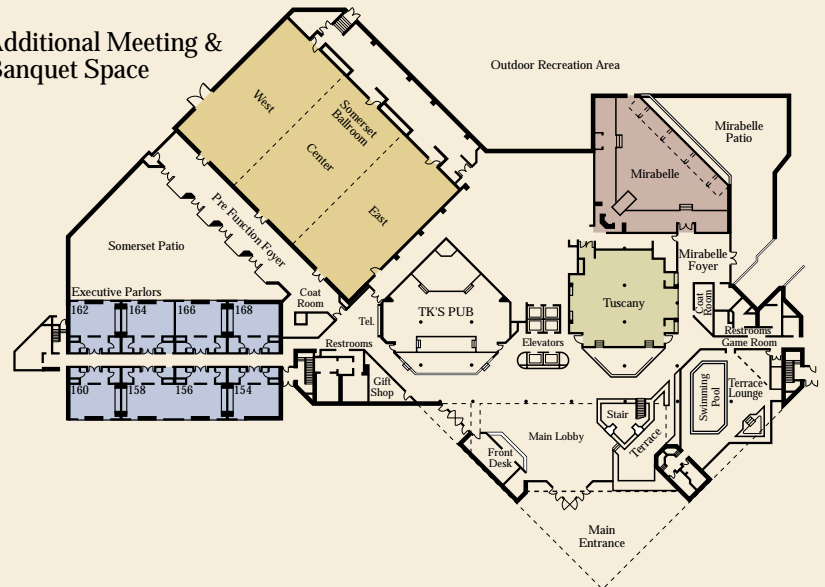 Additional Meeting &
Banquet Space
Outdoor Recreation Area
West
Somerset
Ballroom
Center
East
Mirabelle
Patio
Mirabelle
Pre Function Foyer
Somerset Patio
Mirabelle
Foyer
Executive Parlors
162
164
166
168
Coat
Room
Tel.
TK'S PUB
Tuscany
Coat
Room
Elevators
Restrooms
Game Room
Restrooms
160
158
156
154
Gift
Shop
Swimming
Pool
Terrace
Lounge
Stair
Main Lobby
Terrace
Front
Desk
Main
Entrance